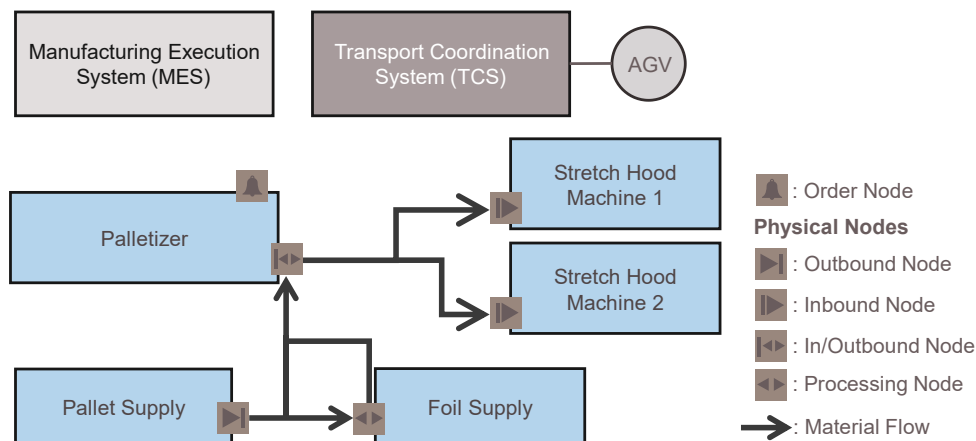 Manufacturing Execution
System (MES)
Transport Coordination
System (TCS)
AGV
Stretch Hood
Machine 1
Palletizer
Stretch Hood
Machine 2
Pallet Supply
Foil Supply
: Order Node
Physical Nodes
: Outbound Node
: Inbound Node
: In/Outbound Node
: Processing Node
: Material Flow